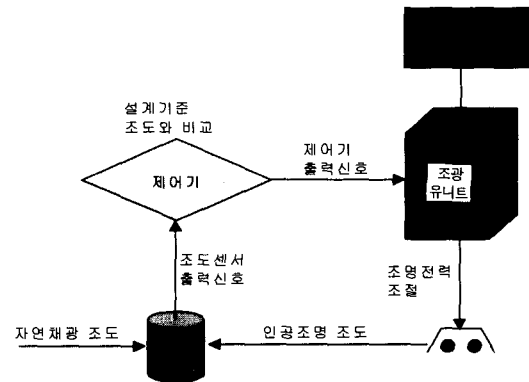 설계기준
조도와 비교
제어기
제어기
출력신호
조광
유니트
조도센서
출력신호
조명전력
조절
자연채광 조도
인공조명 조도